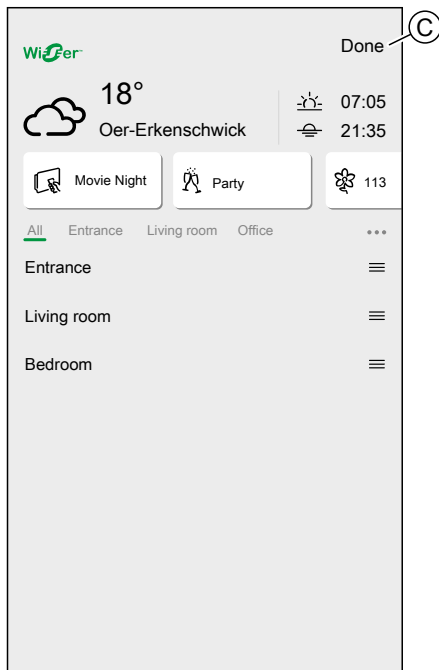 Wiser
Done
C
18°
Oer-Erkenschwick
07:05
21:35
Movie Night
Party
113
All Entrance Living room Office
Entrance
Living room
Bedroom